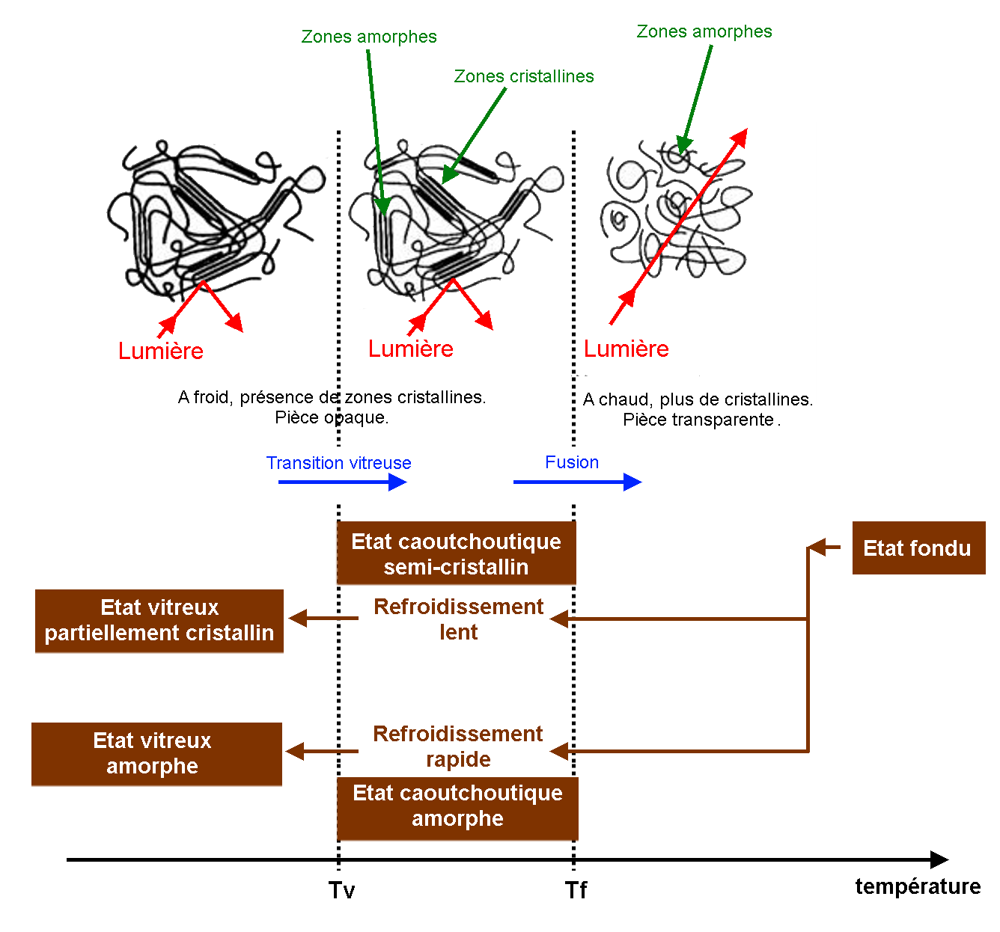 Zones amorphes
Zones amorphes
Zones cristallines
Lumière
Lumière
Lumière
A froid, présence de zones cristallines.
Pièce opaque.
A chaud, plus de cristallines.
Pièce transparente.
Transition vitreuse
Fusion
Etat caoutchoutique
semi-cristallin
Etat fondu
Etat vitreux
partiellement cristallin
Refroidissement
lent
Etat vitreux
amorphe
Refroidissement
rapide
Etat caoutchoutique
amorphe
Tv
Tf
température